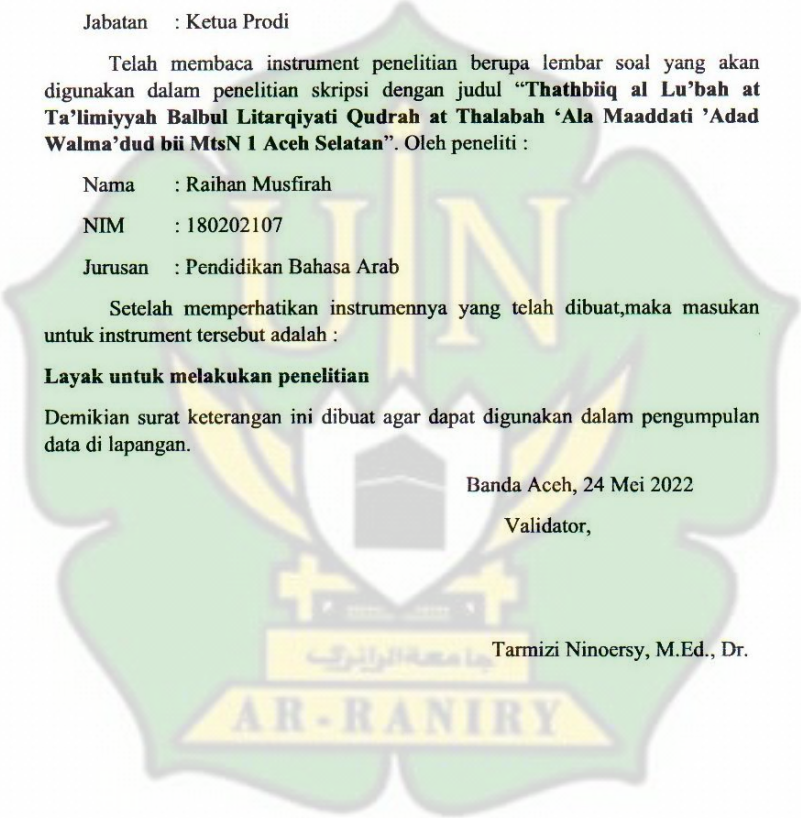 Jabatan : Ketua Prodi
Telah membaca instrument penelitian berupa lembar soal yang akan
digunakan dalam penelitian skripsi dengan judul “Thathbiiq al Lu’bah at
Ta’limiyyah Balbul Litarqiyati Qudrah at Thalabah ‘Ala Maaddati ’Adad
Walma’dud bii MtsN 1 Aceh Selatan”. Oleh peneliti :
Nama : Raihan Musfirah
NIM : 180202107
Jurusan : Pendidikan Bahasa Arab
Setelah memperhatikan instrumennya yang telah dibuat,maka masukan
untuk instrument tersebut adalah :
Layak untuk melakukan penelitian
Demikian surat keterangan ini dibuat agar dapat digunakan dalam pengumpulan
data di lapangan.
Banda Aceh, 24 Mei 2022
Validator,
Tarmizi Ninoersy, M.Ed., Dr.
UIN
جامعة الرانيري
AR-RANIRY